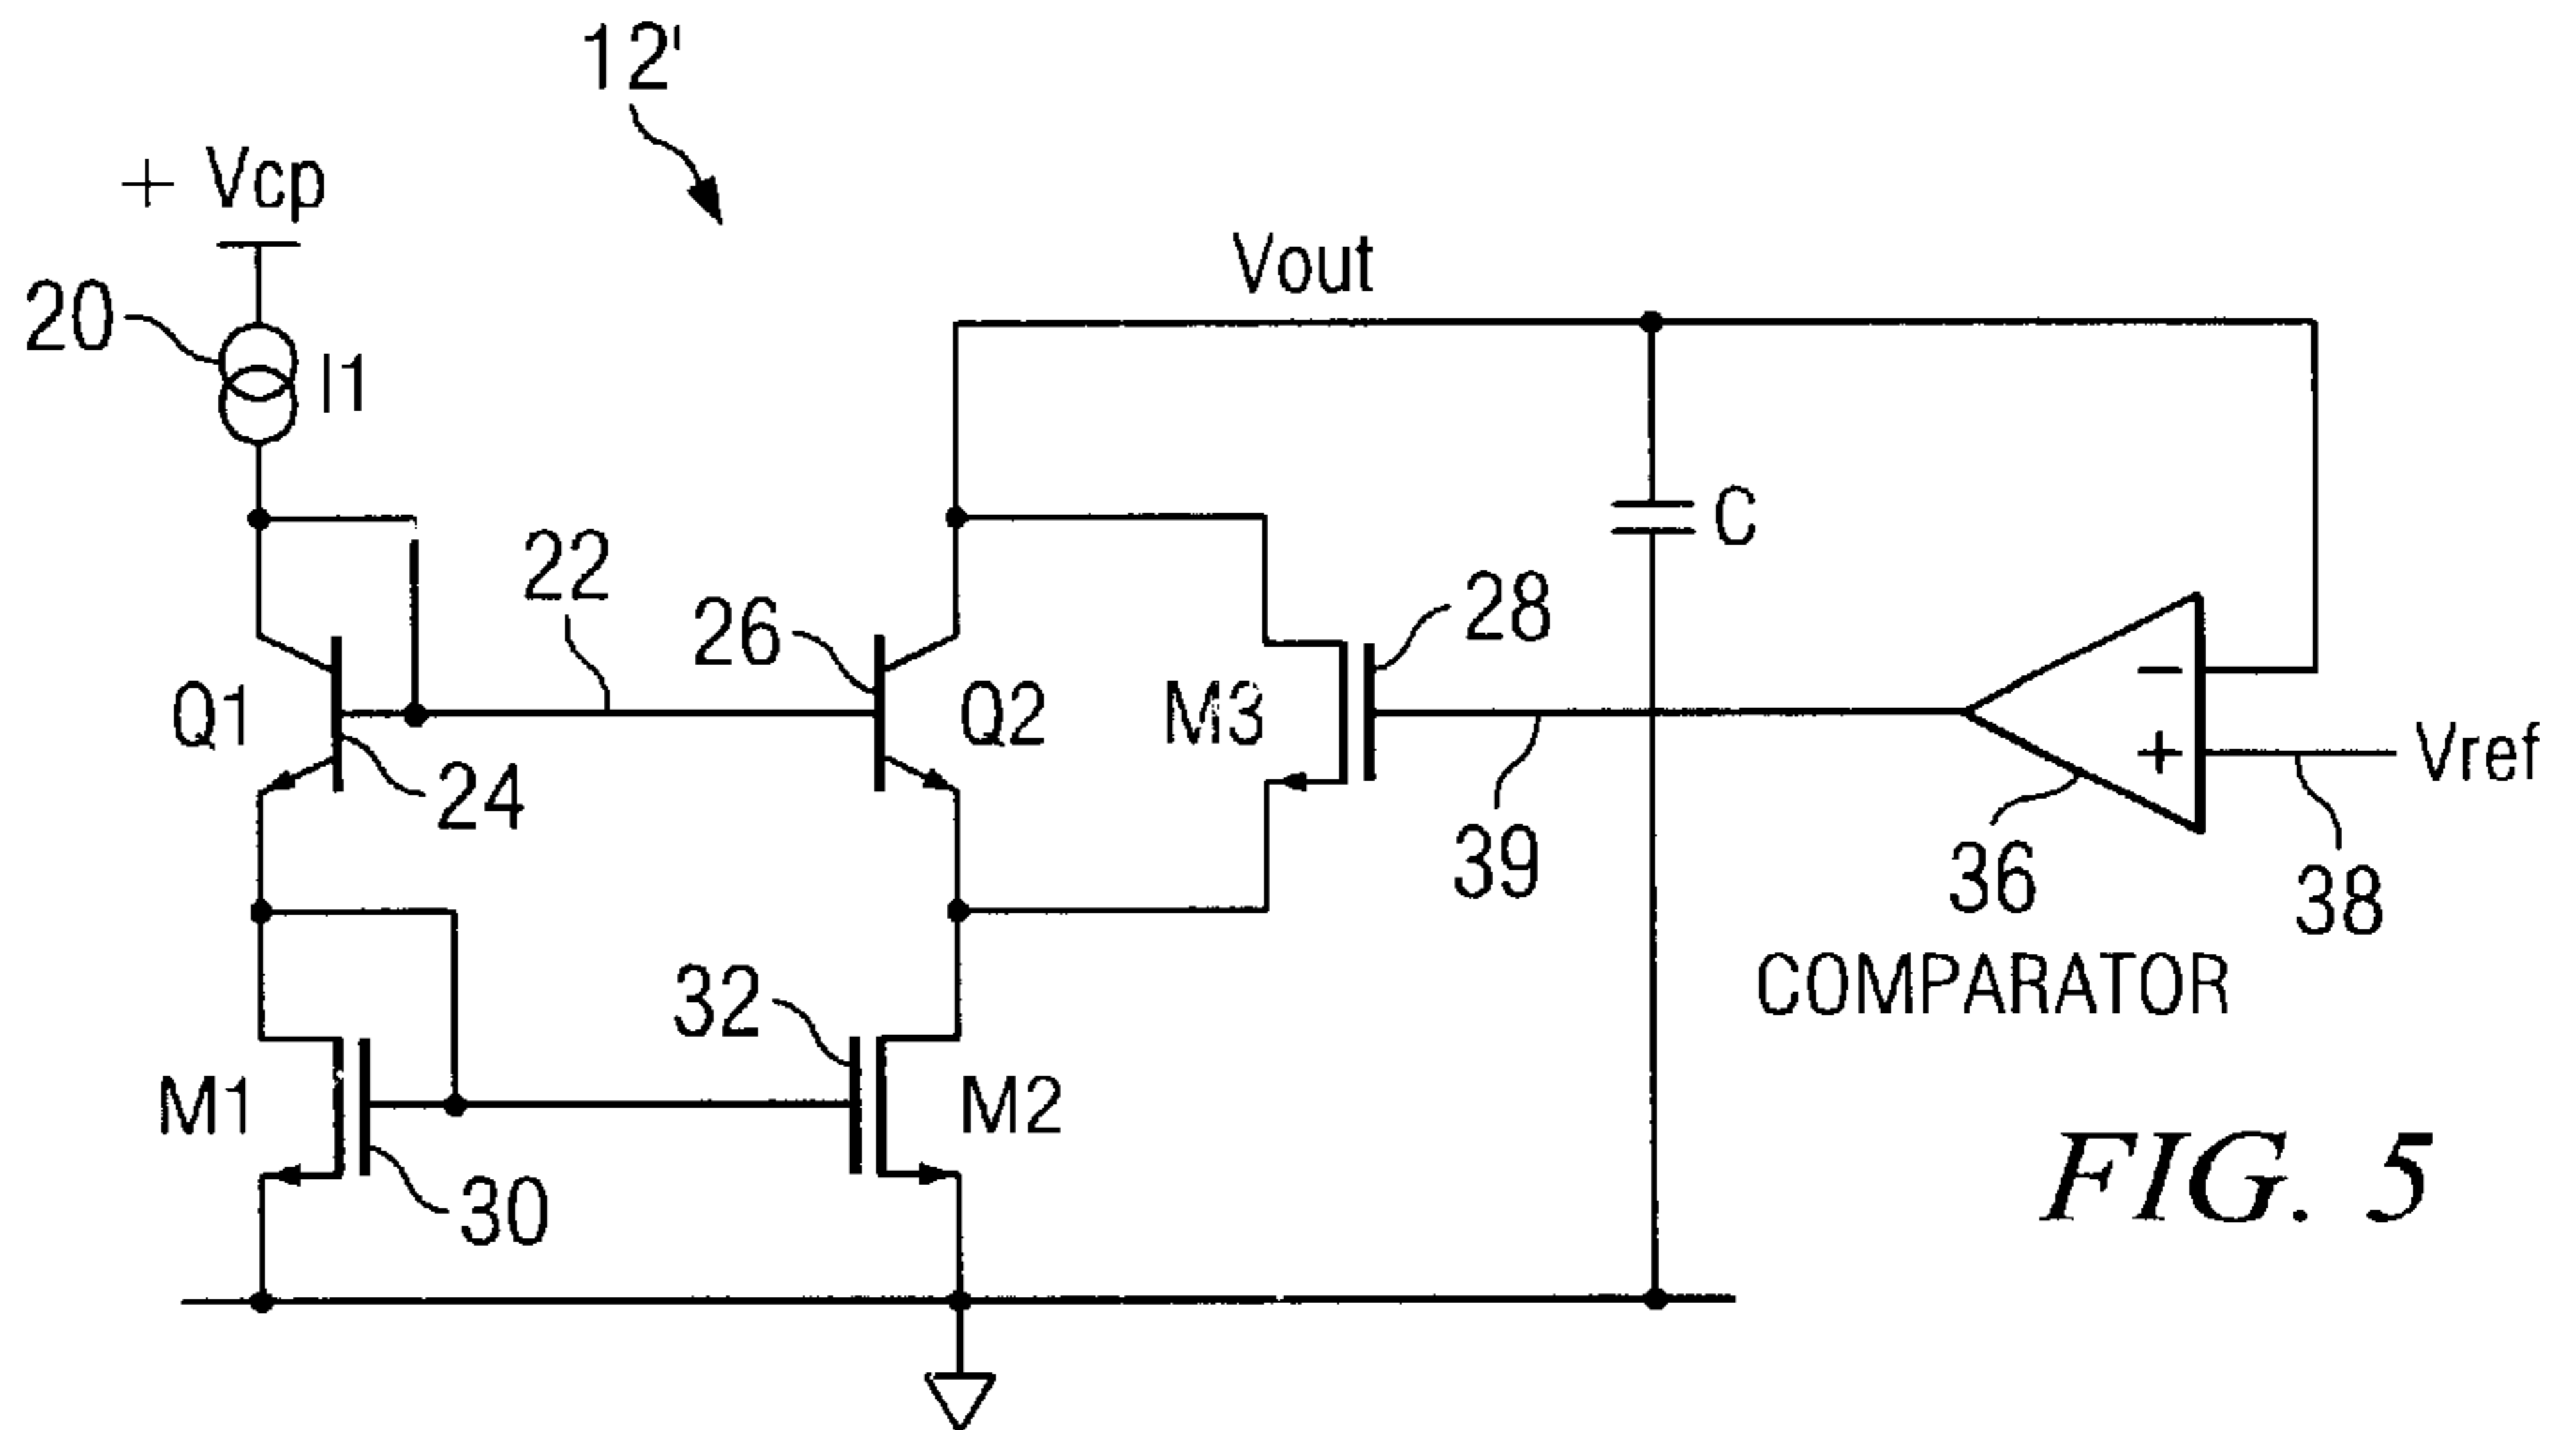 12'
+ Vcp
Vout
20
I1
C
22
26
28
Q1
Q2
M3
24
Vref
39
36
38
COMPARATOR
32
M1
M2
30
FIG. 5
−
+